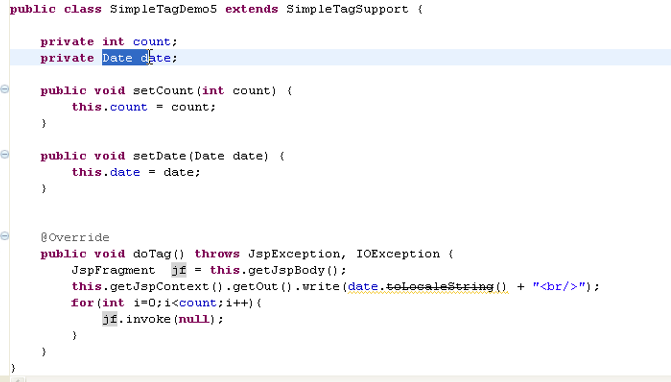 public class SimpleTagDemo5 extends SimpleTagSupport {
private int count;
private Date date;
public void setCount(int count) {
this.count = count;
}
public void setDate(Date date) {
this.date = date;
}
@Override
public void doTag() throws JspException, IOException {
JspFragment jf = this.getJspBody();
this.getJspContext().getOut().write(date.toLocaleString() + "<br/>");
for(int i=0;i<count;i++){
jf.invoke(null);
}
}
}